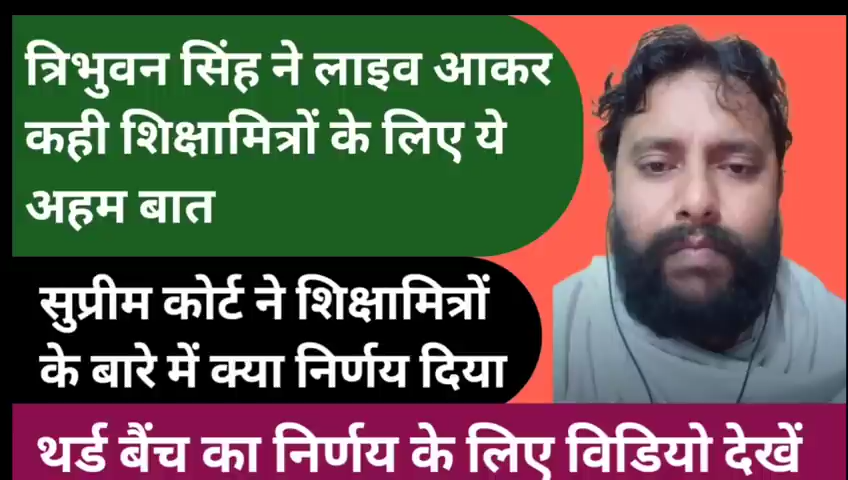 त्रिभुवन सिंह ने लाइव आकर
कही शिक्षामित्रों के लिए ये
अहम बात
सुप्रीम कोर्ट ने शिक्षामित्रों
के बारे में क्या निर्णय दिया
थर्ड बैंच का निर्णय के लिए विडियो देखें